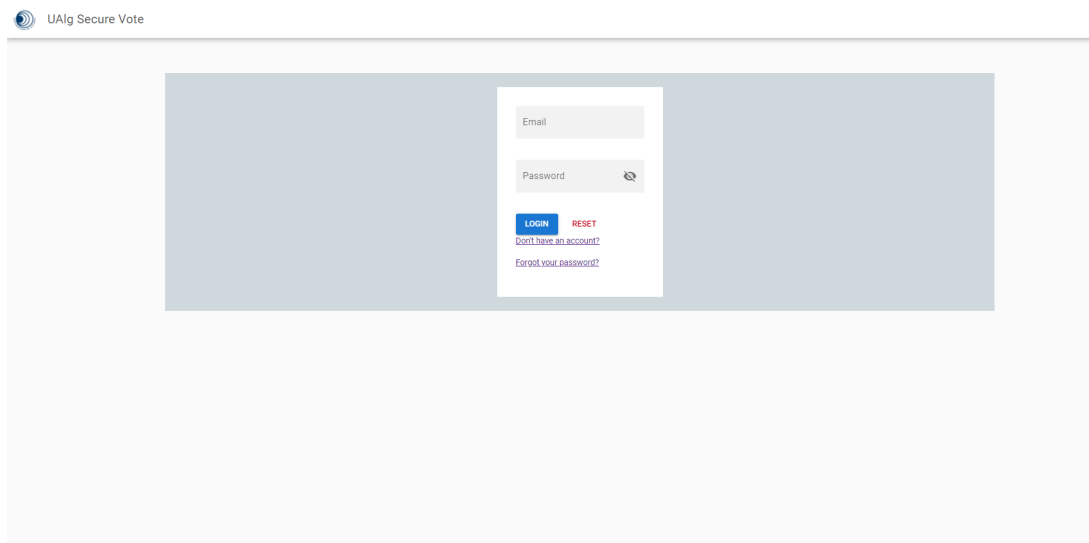 UAlg Secure Vote
Email
Password
LOGIN RESET
Don't have an account?
Forgot your password?